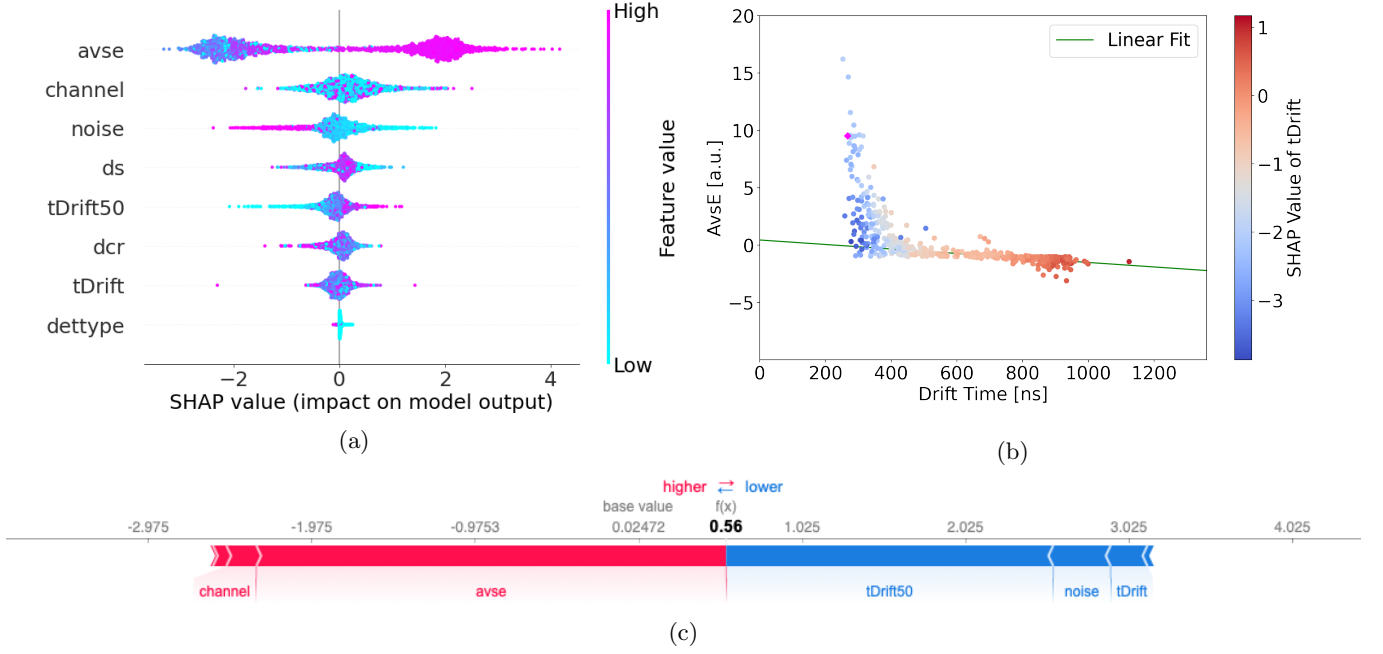 avse
channel
noise
ds
tDrift50
dcr
tDrift
dettype
−2 0 2 4
SHAP value (impact on model output)
High
Low
Feature value
(a)
20
15
10
5
0
−5
AvsE [a.u.]
0 200 400 600 800 1000 1200
Drift Time [ns]
Linear Fit
1
0
−1
−2
−3
SHAP Value of tDrift
(b)
higher lower
base value f(x)
-2.975 -1.975 -0.9753 0.02472 0.56 1.025 2.025 3.025 4.025
channel avse tDrift50 noise tDrift
(c)